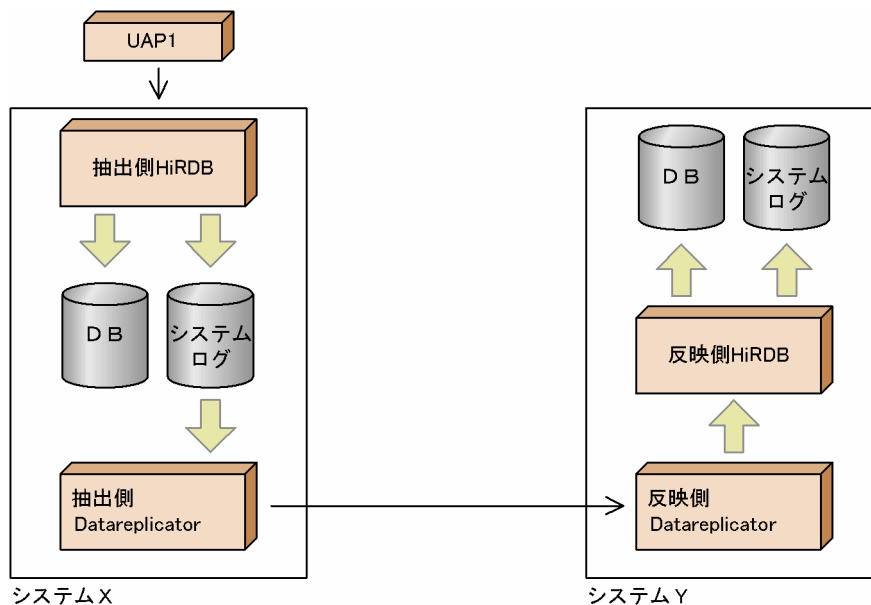 UAP1
抽出側HiRDB
ＤＢ
システム
ログ
抽出側
Datareplicator
システムX
ＤＢ
システム
ログ
反映側HiRDB
反映側
Datareplicator
システムY